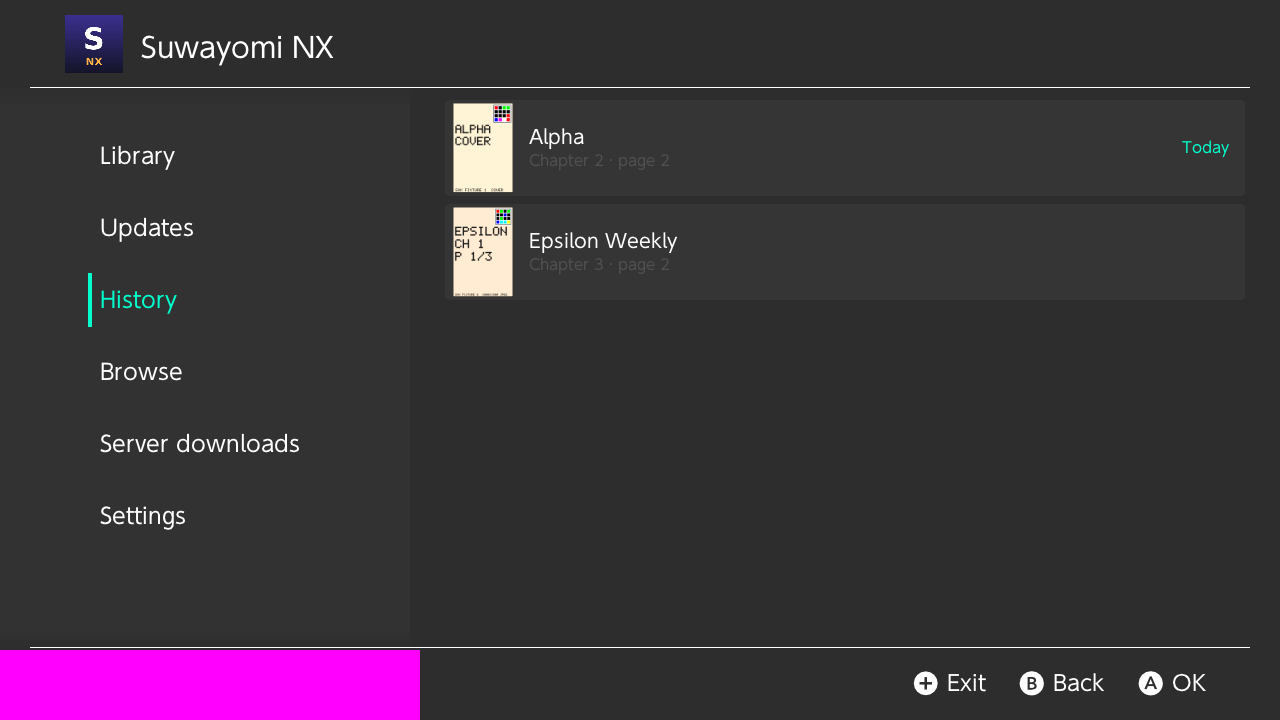 S
NX
Suwayomi NX
Library
Updates
History
Browse
Server downloads
Settings
ALPHA
COVER
Alpha
Chapter 2 · page 2
Today
EPSILON
CH 1
P 1/3
Epsilon Weekly
Chapter 3 · page 2
Exit
B Back
A OK